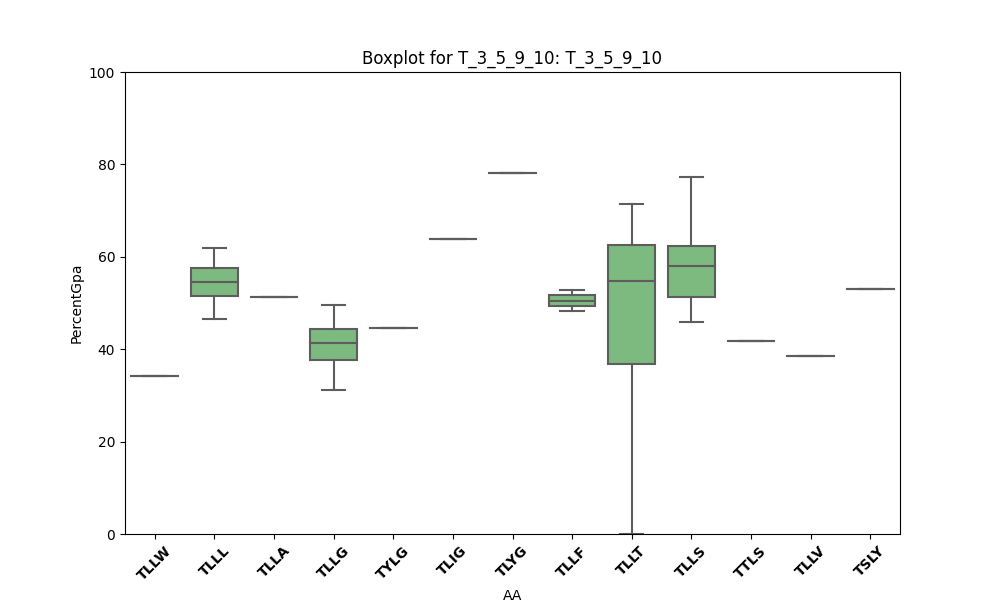 Boxplot for T_3_5_9_10: T_3_5_9_10
100
80
60
40
20
0
PercentGpa
TLLW TLLL TLLA TLLG TYLG TLIG TLYG TLLF TLLT TLLS TTLS TLLV TSLY
AA